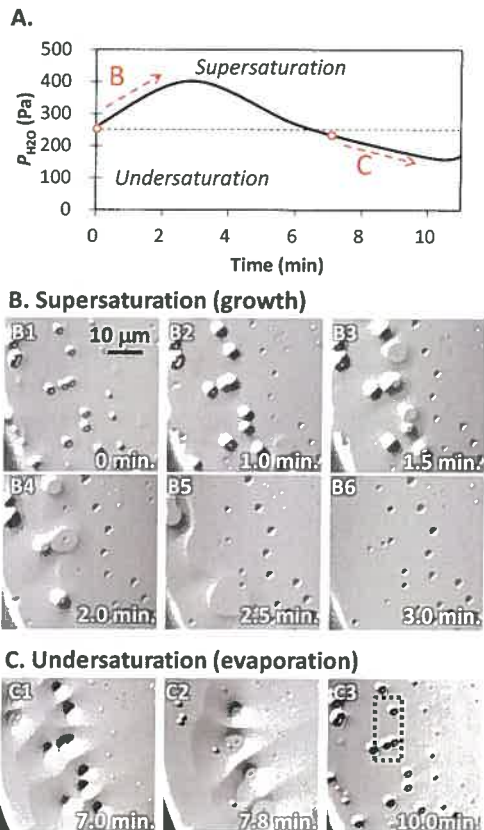 A.
500
400
300
200
100
0
P_H2O (Pa)
B
Supersaturation
C
Undersaturation
0 2 4 6 8 10
Time (min)
B. Supersaturation (growth)
B1 10 μm B2 B3
0 min. 1.0 min. 1.5 min.
B4 B5 B6
2.0 min. 2.5 min. 3.0 min.
C. Undersaturation (evaporation)
C1 C2 C3
7.0 min. 7.8 min. 10.0 min.